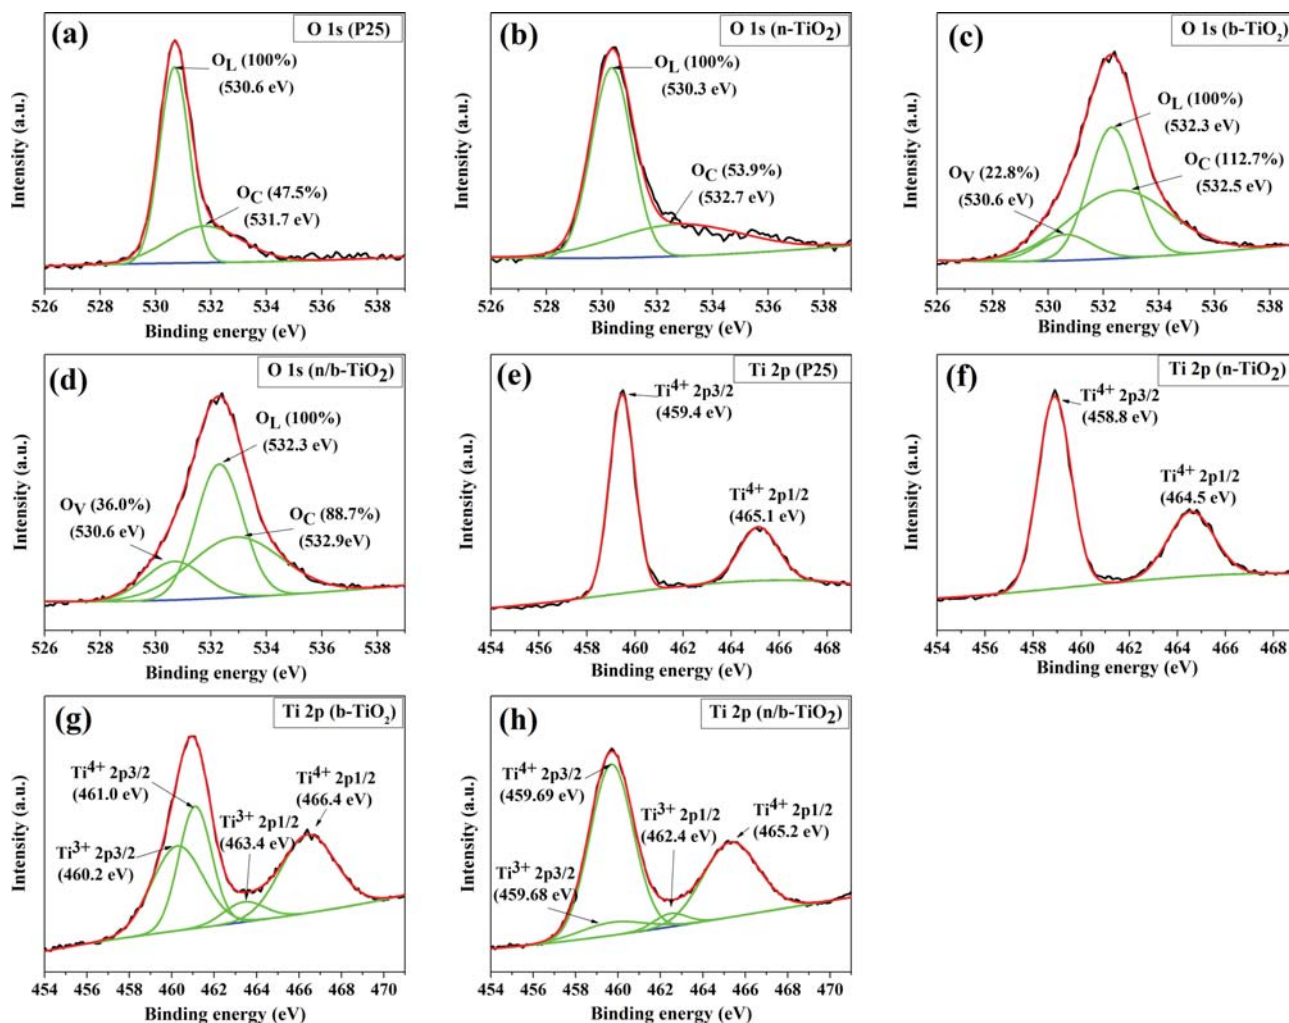 (a)
O 1s (P25)
O_L (100%)
(530.6 eV)
O_C (47.5%)
(531.7 eV)
Intensity (a.u.)
526 528 530 532 534 536 538
Binding energy (eV)
(b)
O 1s (n-TiO₂)
O_L (100%)
(530.3 eV)
O_C (53.9%)
(532.7 eV)
Intensity (a.u.)
526 528 530 532 534 536 538
Binding energy (eV)
(c)
O 1s (b-TiO₂)
O_L (100%)
(532.3 eV)
O_C (112.7%)
(532.5 eV)
O_V (22.8%)
(530.6 eV)
Intensity (a.u.)
526 528 530 532 534 536 538
Binding energy (eV)
(d)
O 1s (n/b-TiO₂)
O_L (100%)
(532.3 eV)
O_V (36.0%)
(530.6 eV)
O_C (88.7%)
(532.9eV)
Intensity (a.u.)
526 528 530 532 534 536 538
Binding energy (eV)
(e)
Ti 2p (P25)
Ti⁴⁺ 2p3/2
(459.4 eV)
Ti⁴⁺ 2p1/2
(465.1 eV)
Intensity (a.u.)
454 456 458 460 462 464 466 468
Binding energy (eV)
(f)
Ti 2p (n-TiO₂)
Ti⁴⁺ 2p3/2
(458.8 eV)
Ti⁴⁺ 2p1/2
(464.5 eV)
Intensity (a.u.)
454 456 458 460 462 464 466 468
Binding energy (eV)
(g)
Ti 2p (b-TiO₂)
Ti⁴⁺ 2p3/2
(461.0 eV)
Ti⁴⁺ 2p1/2
(466.4 eV)
Ti³⁺ 2p1/2
(463.4 eV)
Ti³⁺ 2p3/2
(460.2 eV)
Intensity (a.u.)
454 456 458 460 462 464 466 468 470
Binding energy (eV)
(h)
Ti 2p (n/b-TiO₂)
Ti⁴⁺ 2p3/2
(459.69 eV)
Ti³⁺ 2p1/2
(462.4 eV)
Ti⁴⁺ 2p1/2
(465.2 eV)
Ti³⁺ 2p3/2
(459.68 eV)
Intensity (a.u.)
454 456 458 460 462 464 466 468 470
Binding energy (eV)